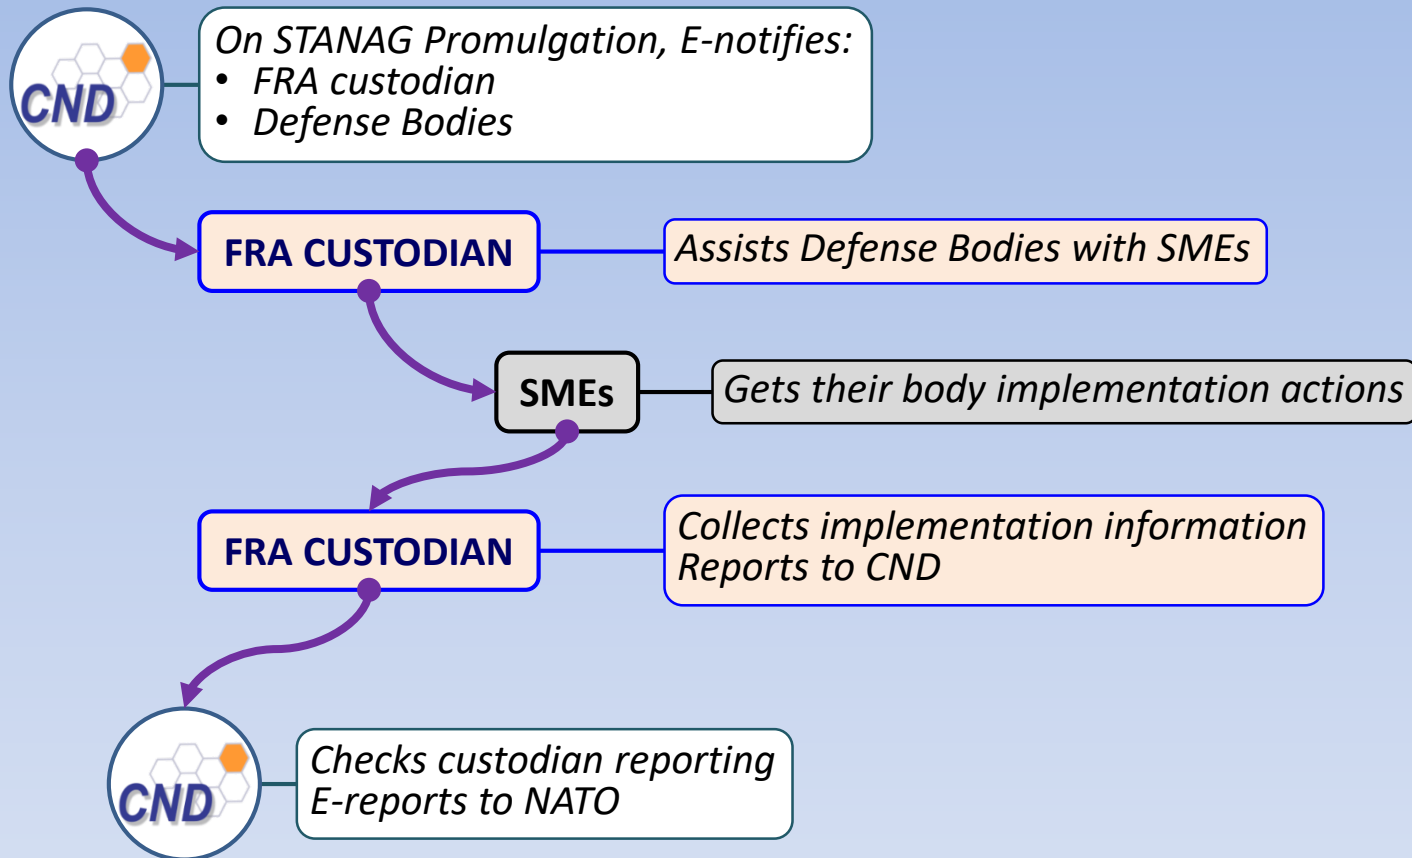 CND
On STANAG Promulgation, E-notifies:
• FRA custodian
• Defense Bodies
FRA CUSTODIAN
Assists Defense Bodies with SMEs
SMEs
Gets their body implementation actions
FRA CUSTODIAN
Collects implementation information
Reports to CND
CND
Checks custodian reporting
E-reports to NATO